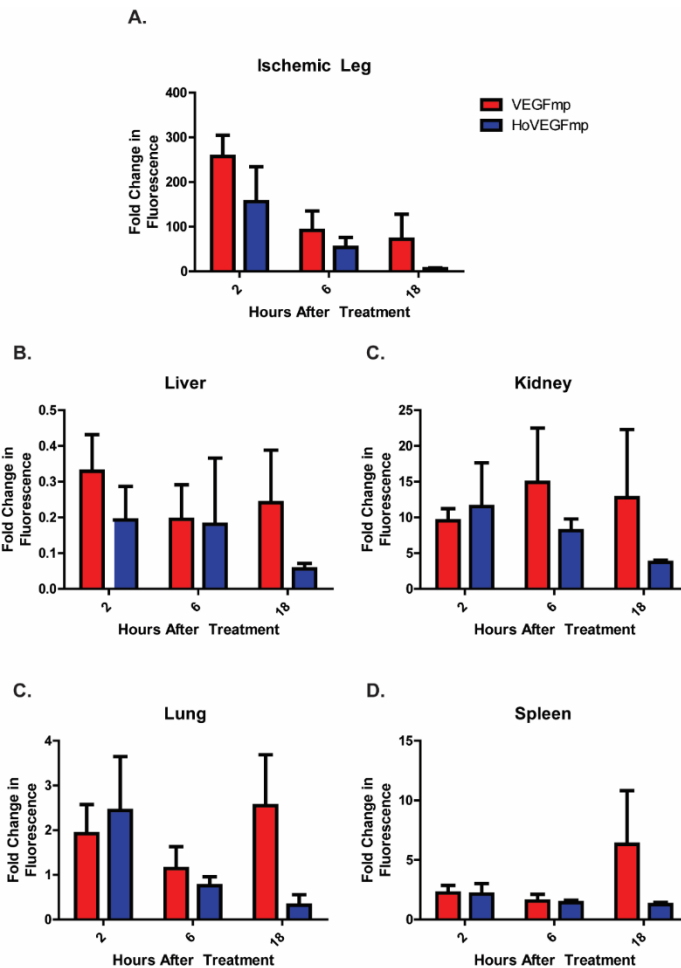 A.
Ischemic Leg
VEGFmp
HoVEGFmp
400
300
200
100
0
Fold Change in
Fluorescence
2
6
18
Hours After Treatment
B.
Liver
0.5
0.4
0.3
0.2
0.1
0.0
Fold Change in
Fluorescence
2
6
18
Hours After Treatment
C.
Kidney
25
20
15
10
5
0
Fold Change in
Fluorescence
2
6
18
Hours After Treatment
C.
Lung
4
3
2
1
0
Fold Change in
Fluorescence
2
6
18
Hours After Treatment
D.
Spleen
15
10
5
0
Fold Change in
Fluorescence
2
6
18
Hours After Treatment